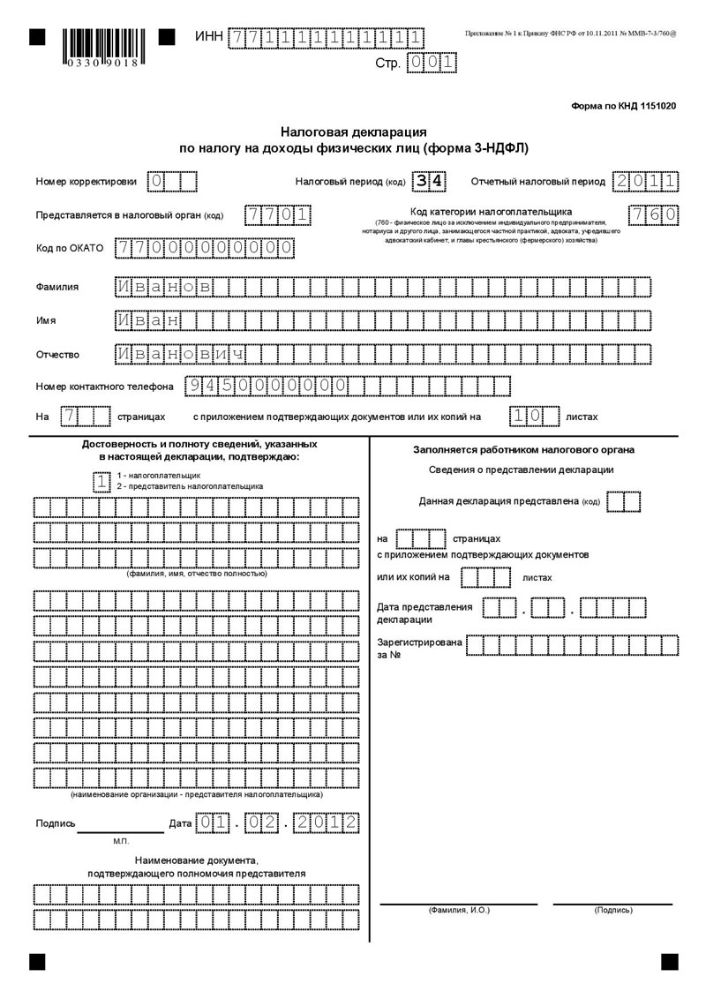 ИНН 771111111111
Приложение № 1 к Приказу ФНС РФ от 10.11.2011 № ММВ-7-3/760@
0330 9018
Стр. 001
Форма по КНД 1151020
Налоговая декларация
по налогу на доходы физических лиц (форма 3-НДФЛ)
Номер корректировки 0 Налоговый период (код) 34 Отчетный налоговый период 2011
Представляется в налоговый орган (код) 7701 Код категории налогоплательщика 760
(760 - физическое лицо за исключением индивидуального предпринимателя,
нотариуса и другого лица, занимающегося частной практикой, адвоката, учредившего
адвокатский кабинет, и главы крестьянского (фермерского) хозяйства)
Код по ОКАТО 77000000000
Фамилия Иванов
Имя Иван
Отчество Иванович
Номер контактного телефона 9450000000
На 7 страницах с приложением подтверждающих документов или их копий на 10 листах
Достоверность и полноту сведений, указанных
в настоящей декларации, подтверждаю:
1 1 - налогоплательщик
2 - представитель налогоплательщика
(фамилия, имя, отчество полностью)
(наименование организации - представителя налогоплательщика)
Подпись Дата 01.02.2012
М.П.
Наименование документа,
подтверждающего полномочия представителя
Заполняется работником налогового органа
Сведения о представлении декларации
Данная декларация представлена (код)
на страницах
с приложением подтверждающих документов
или их копий на листах
Дата представления . .
декларации
Зарегистрирована
за №
(Фамилия, И.О.) (Подпись)